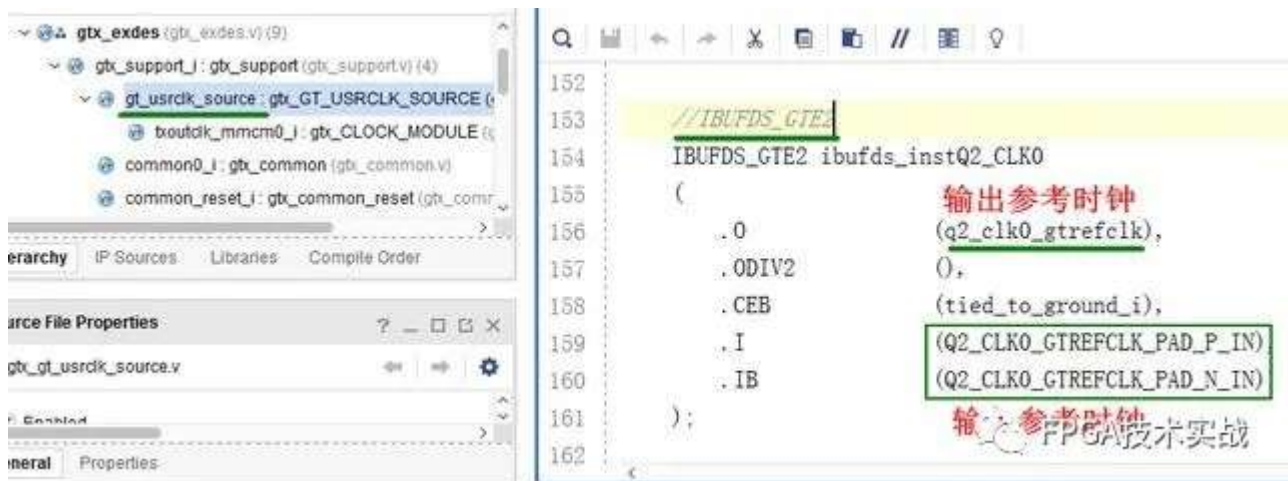 gtx_exdes (gtx_exdes.v) (9)
gtx_support_i : gtx_support (gtx_support.v) (4)
gt_usrclk_source : gtx_GT_USRCLK_SOURCE (
txoutclk_mmcm0_i : gtx_CLOCK_MODULE (
common0_i : gtx_common (gtx_common.v)
common_reset_i : gtx_common_reset (gtx_comr
erarchy IP Sources Libraries Compile Order
urce File Properties ? _ □ X
gtx_gt_usrclk_source.v
Enabled
eneral Properties
//
152
153 //IBUFDS_GTE2
154 IBUFDS_GTE2 ibufds_instQ2_CLK0
155 (
输出参考时钟
156 .O (q2_clk0_gtrefclk),
157 .ODIV2 (),
158 .CEB (tied_to_ground_i),
159 .I (Q2_CLK0_GTREFCLK_PAD_P_IN)
160 .IB (Q2_CLK0_GTREFCLK_PAD_N_IN)
161 );
输 参考时钟
FPGA技术实战
162